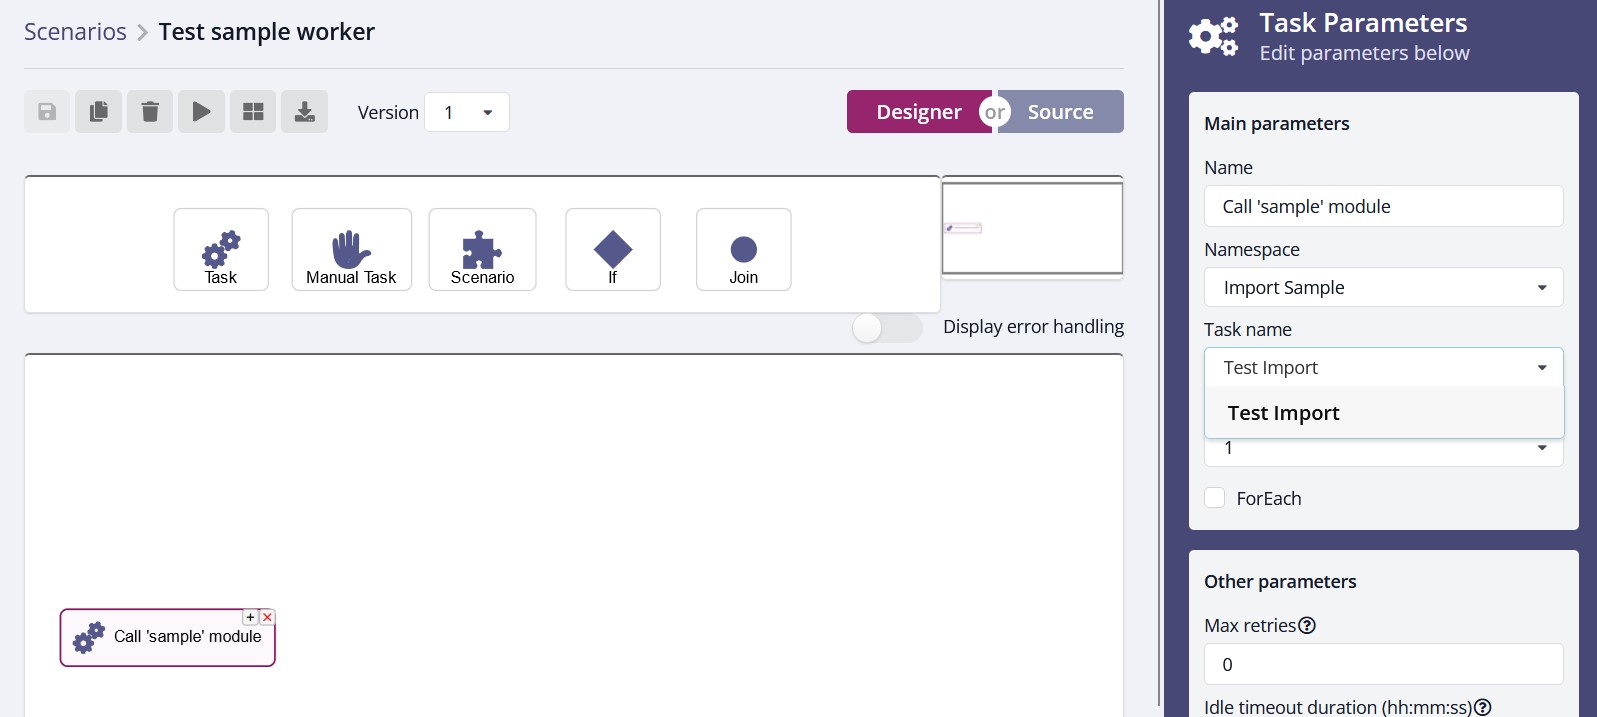 Scenarios > Test sample worker
Version 1
Designer or Source
Task
Manual Task
Scenario
If
Join
Display error handling
+ ×
Call 'sample' module
Task Parameters
Edit parameters below
Main parameters
Name
Call 'sample' module
Namespace
Import Sample
Task name
Test Import
Test Import
1
ForEach
Other parameters
Max retries?
0
Idle timeout duration (hh:mm:ss)?